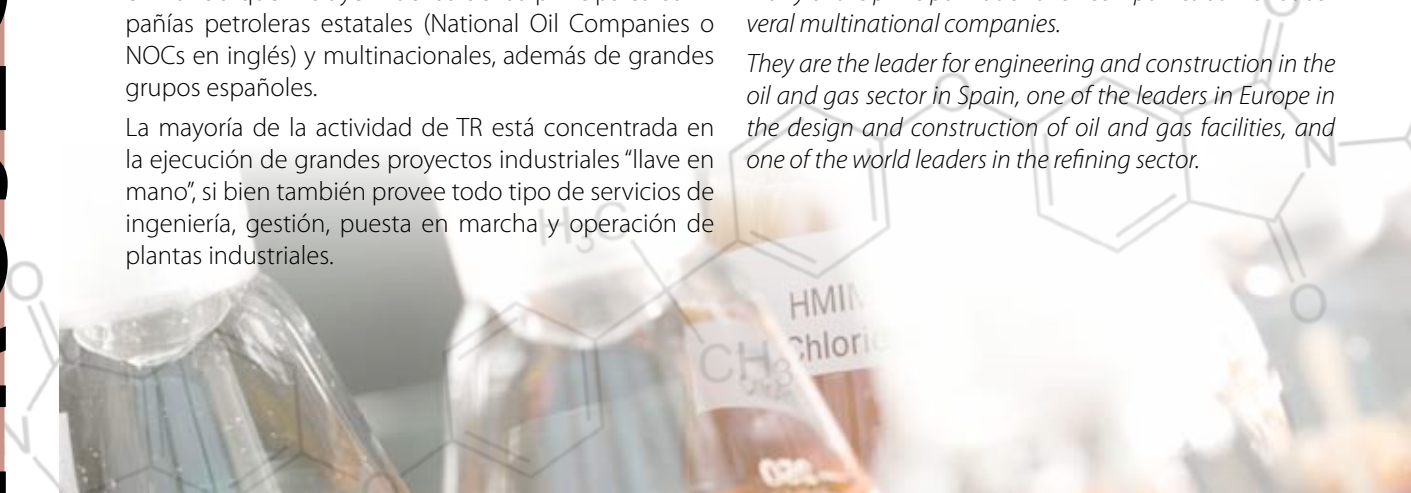 pañías petroleras estatales (National Oil Companies o
NOCs en inglés) y multinacionales, además de grandes
grupos españoles.
La mayoría de la actividad de TR está concentrada en
la ejecución de grandes proyectos industriales “llave en
mano”, si bien también provee todo tipo de servicios de
ingeniería, gestión, puesta en marcha y operación de
plantas industriales.
veral multinational companies.
They are the leader for engineering and construction in the
oil and gas sector in Spain, one of the leaders in Europe in
the design and construction of oil and gas facilities, and
one of the world leaders in the refining sector.
O
O
N
O
H3C
O
HMIM
Chloride
CH3
N
O
O